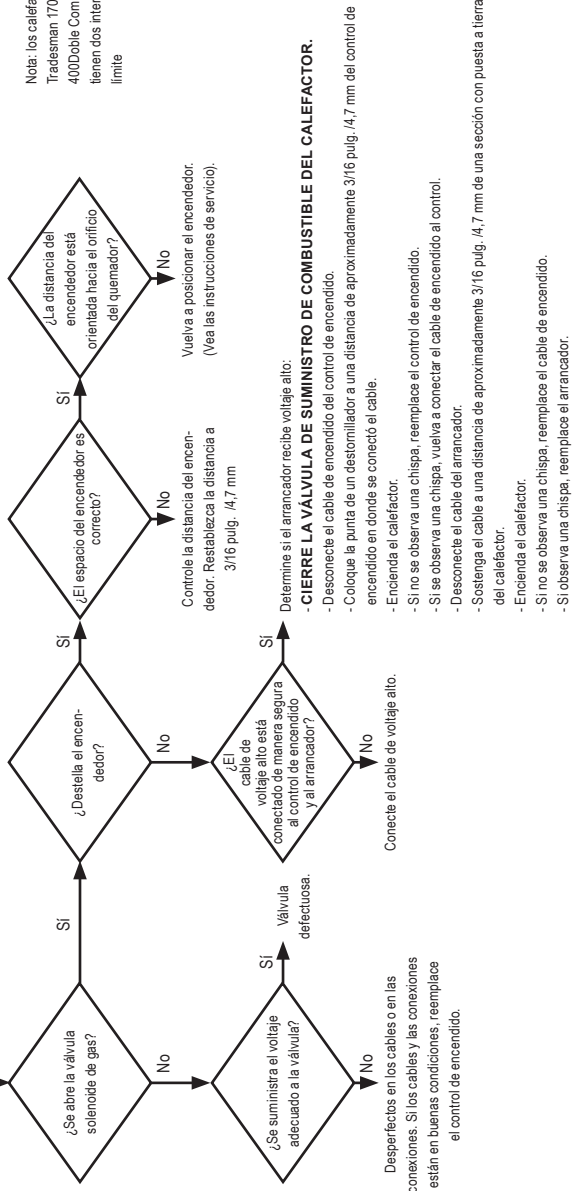 Nota: los
Tradesman 170
400Doble
tienen dos
límite
¿La distancia del
encendedor está
orientada hacia el orificio
del quemador?
No
Vuelva a posicionar el encendedor.
(Vea las instrucciones de servicio).
Sí
¿El espacio del encendedor es
correcto?
No
Controle la distancia del encen-
dedor. Restablezca la distancia a
3/16 pulg. /4,7 mm
Sí
¿Destella el encen-
dedor?
No
¿El
cable de
voltaje alto está
conectado de manera segura
al control de encendido
y al arrancador?
No
Conecte el cable de voltaje alto.
Sí
Determine si el arrancador recibe voltaje alto:
- CIERRE LA VÁLVULA DE SUMINISTRO DE COMBUSTIBLE DEL CALEFACTOR.
- Desconecte el cable de encendido del control de encendido.
- Coloque la punta de un destornillador a una distancia de aproximadamente 3/16 pulg. /4,7 mm del control de
encendido en donde se conectó el cable.
- Encienda el calefactor.
- Si no se observa una chispa, reemplace el control de encendido.
- Si se observa una chispa, vuelva a conectar el cable de encendido al control.
- Desconecte el cable del arrancador.
- Sostenga el cable a una distancia de aproximadamente 3/16 pulg. /4,7 mm de una sección con puesta a tierra
del calefactor.
- Encienda el calefactor.
- Si no se observa una chispa, reemplace el cable de encendido.
- Si observa una chispa, reemplace el arrancador.
Sí
¿Se abre la válvula
solenoide de gas?
No
¿Se suministra el voltaje
adecuado a la válvula?
Sí
Válvula
defectuosa.
No
Desperfectos en los cables o en las
conexiones. Si los cables y las conexiones
están en buenas condiciones, reemplace
el control de encendido.